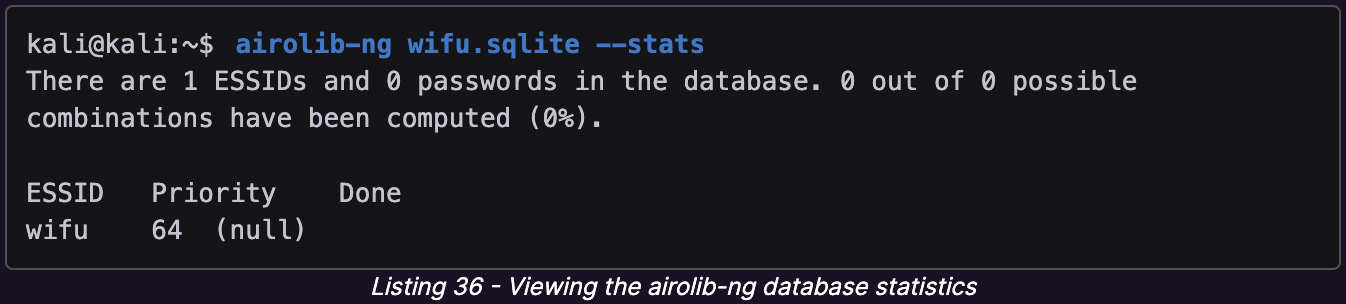 kali@kali:~$ airolib-ng wifu.sqlite --stats
There are 1 ESSIDs and 0 passwords in the database. 0 out of 0 possible
combinations have been computed (0%).
ESSID Priority Done
wifu 64 (null)
Listing 36 - Viewing the airolib-ng database statistics